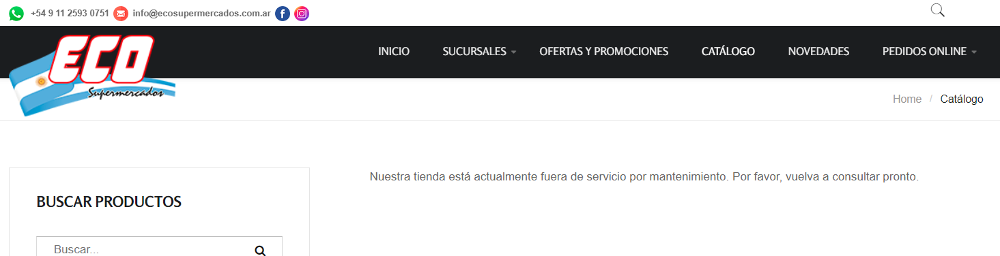 +54 9 11 2593 0751 info@ecosupermercados.com.ar
ECO
Supermercados
INICIO SUCURSALES OFERTAS Y PROMOCIONES CATÁLOGO NOVEDADES PEDIDOS ONLINE
Home / Catálogo
Nuestra tienda está actualmente fuera de servicio por mantenimiento. Por favor, vuelva a consultar pronto.
BUSCAR PRODUCTOS
Buscar...